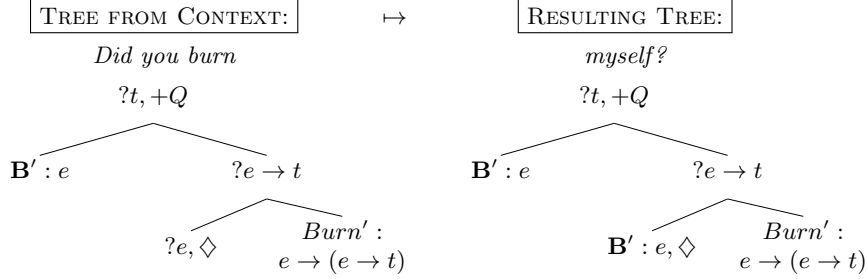 TREE FROM CONTEXT: ↦ RESULTING TREE:
Did you burn myself?
?t, +Q ?t, +Q
B′ : e ?e → t B′ : e ?e → t
?e, ♢ Burn′ : B′ : e, ♢ Burn′ :
e → (e → t) e → (e → t)